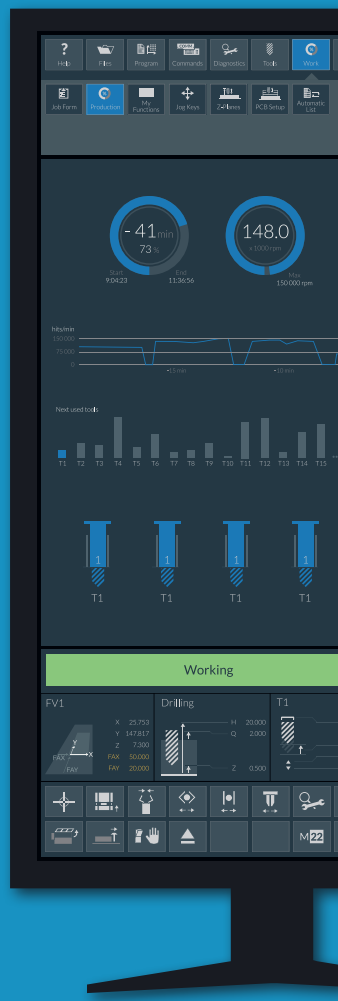 ?
Help
Files
Program
Commands
Diagnostics
Tools
Work
Job Form
Production
My
Functions
Jog Keys
Z-Planes
PCB Setup
Automatic
List
- 41 min
73 %
Start
9:04:23
End
11:36:56
148.0
x 1000 rpm
Max
150 000 rpm
hits/min
150 000
75 000
0
-15 min
-10 min
Next used tools
T1 T2 T3 T4 T5 T6 T7 T8 T9 T10 T11 T12 T13 T14 T15
1 1 1 1
T1 T1 T1 T1
Working
FV1
X 25.753
Y 147.817
Z 7.300
FAX 50.000
FAY 20.000
Z
Y
X
FAX
FAY
Drilling
H 20.000
Q 2.000
Z 0.500
T1
M22